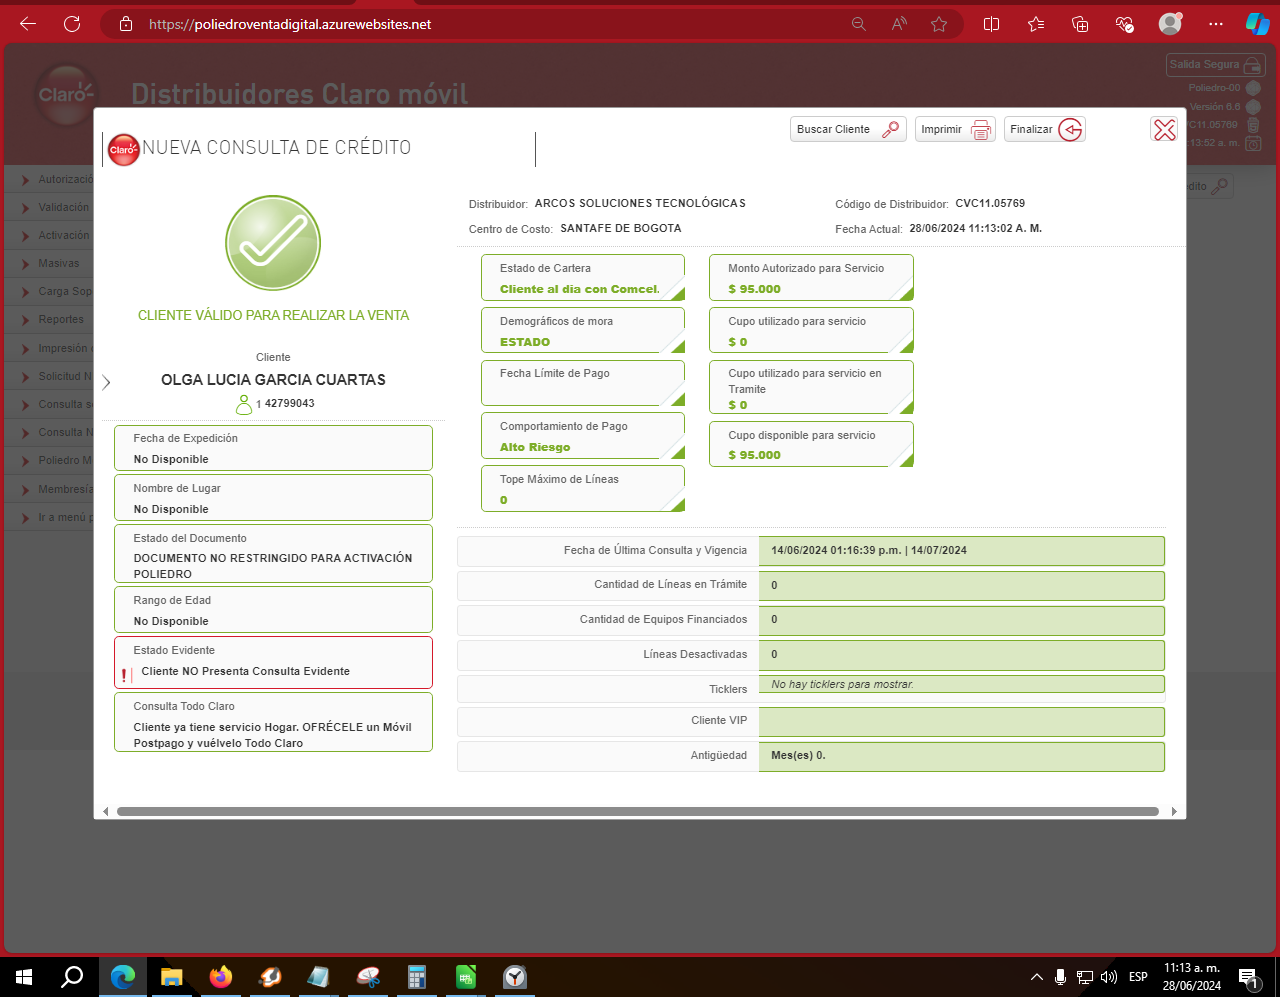 https://poliedroventadigital.azurewebsites.net
Claro
Distribuidores Claro móvil
Salida Segura
Poliedro-00
Versión 6,8
VC11.05769
13:52 a. m.
Autorizació
Validación
Activación
Masivas
Carga Sop
Reportes
Impresión
Solicitud N
Consulta s
Consulta N
Poliedro M
Membresía
Ir a menú p
dito
Claro
NUEVA CONSULTA DE CRÉDITO
Buscar Cliente
Imprimir
Finalizar
CLIENTE VÁLIDO PARA REALIZAR LA VENTA
Cliente
OLGA LUCIA GARCIA CUARTAS
1 42799043
Fecha de Expedición
No Disponible
Nombre de Lugar
No Disponible
Estado del Documento
DOCUMENTO NO RESTRINGIDO PARA ACTIVACIÓN
POLIEDRO
Rango de Edad
No Disponible
Estado Evidente
! Cliente NO Presenta Consulta Evidente
Consulta Todo Claro
Cliente ya tiene servicio Hogar. OFRÉCELE un Móvil
Postpago y vuélvelo Todo Claro
Distribuidor: ARCOS SOLUCIONES TECNOLÓGICAS
Código de Distribuidor: CVC11.05769
Centro de Costo: SANTAFE DE BOGOTA
Fecha Actual: 28/06/2024 11:13:02 A. M.
Estado de Cartera
Cliente al dia con Comcel.
Demográficos de mora
ESTADO
Fecha Límite de Pago
Comportamiento de Pago
Alto Riesgo
Tope Máximo de Líneas
0
Monto Autorizado para Servicio
$ 95.000
Cupo utilizado para servicio
$ 0
Cupo utilizado para servicio en
Tramite
$ 0
Cupo disponible para servicio
$ 95.000
Fecha de Última Consulta y Vigencia 14/06/2024 01:16:39 p.m. | 14/07/2024
Cantidad de Líneas en Trámite 0
Cantidad de Equipos Financiados 0
Líneas Desactivadas 0
Ticklers No hay ticklers para mostrar.
Cliente VIP
Antigüedad Mes(es) 0.
ESP
11:13 a. m.
28/06/2024
1